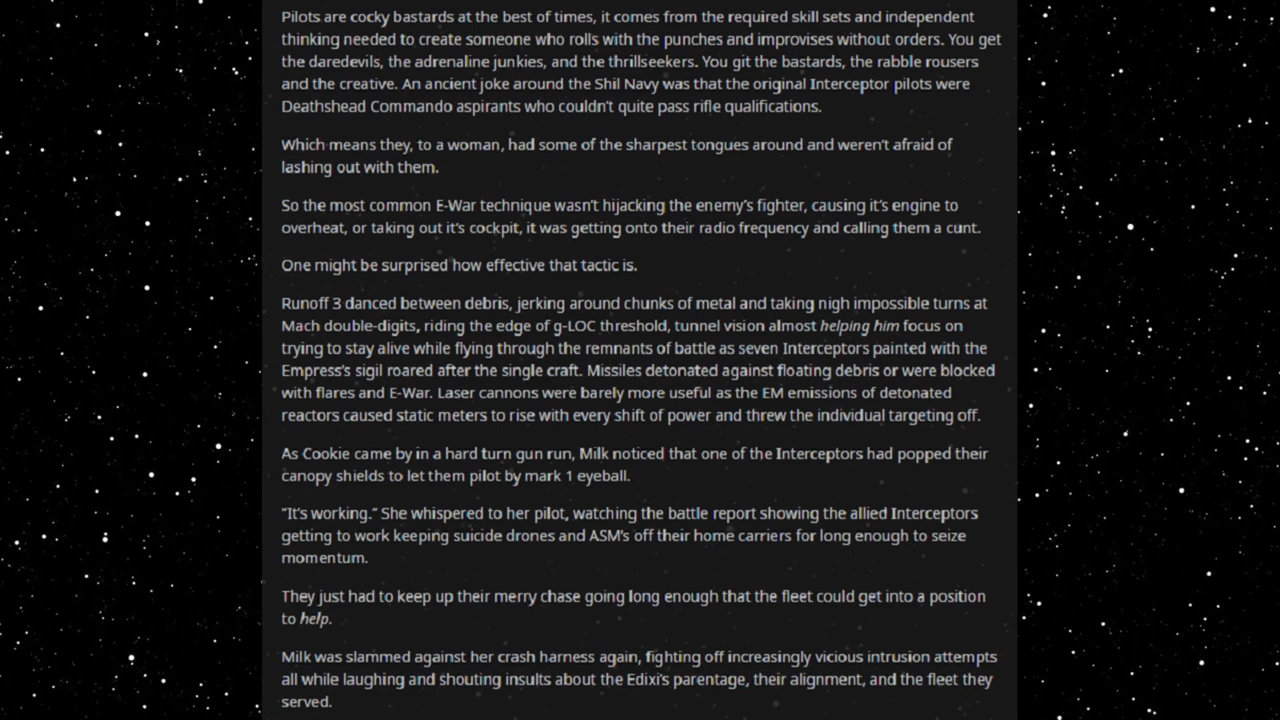 Pilots are cocky bastards at the best of times, it comes from the required skill sets and independent
thinking needed to create someone who rolls with the punches and improvises without orders. You get
the daredevils, the adrenaline junkies, and the thrillseekers. You git the bastards, the rabble rousers
and the creative. An ancient joke around the Shil Navy was that the original Interceptor pilots were
Deathshead Commando aspirants who couldn't quite pass rifle qualifications.
Which means they, to a woman, had some of the sharpest tongues around and weren't afraid of
lashing out with them.
So the most common E-War technique wasn't hijacking the enemy's fighter, causing it's engine to
overheat, or taking out it's cockpit, it was getting onto their radio frequency and calling them a cunt.
One might be surprised how effective that tactic is.
Runoff 3 danced between debris, jerking around chunks of metal and taking nigh impossible turns at
Mach double-digits, riding the edge of g-LOC threshold, tunnel vision almost helping him focus on
trying to stay alive while flying through the remnants of battle as seven Interceptors painted with the
Empress's sigil roared after the single craft. Missiles detonated against floating debris or were blocked
with flares and E-War. Laser cannons were barely more useful as the EM emissions of detonated
reactors caused static meters to rise with every shift of power and threw the individual targeting off.
As Cookie came by in a hard turn gun run, Milk noticed that one of the Interceptors had popped their
canopy shields to let them pilot by mark 1 eyeball.
"It's working." She whispered to her pilot, watching the battle report showing the allied Interceptors
getting to work keeping suicide drones and ASM's off their home carriers for long enough to seize
momentum.
They just had to keep up their merry chase going long enough that the fleet could get into a position
to help.
Milk was slammed against her crash harness again, fighting off increasingly vicious intrusion attempts
all while laughing and shouting insults about the Edixi's parentage, their alignment, and the fleet they
served.